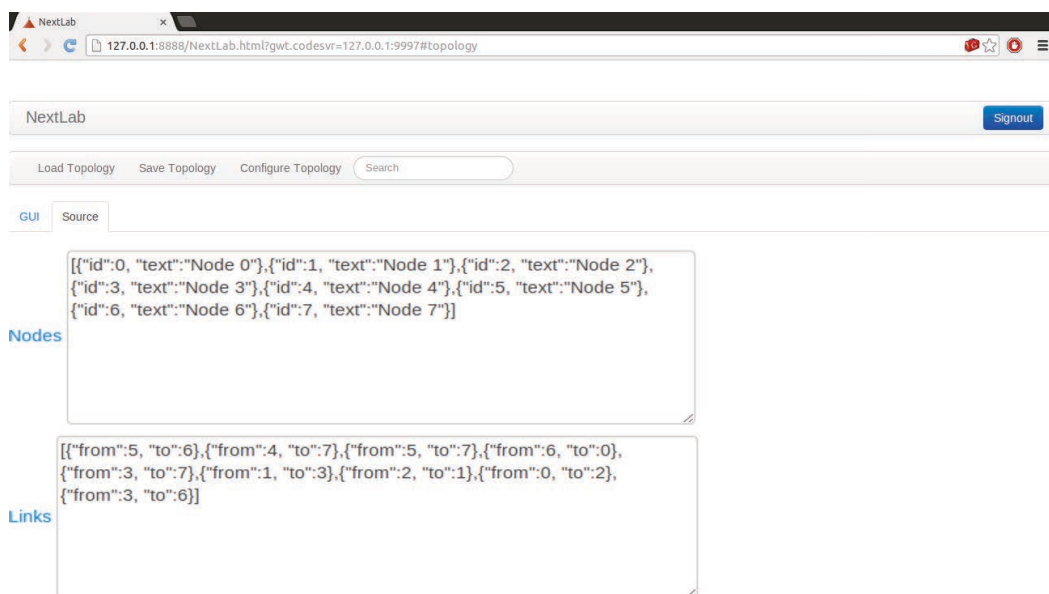 NextLab
127.0.0.1:8888/NextLab.html?gwt.codesvr=127.0.0.1:9997#topology
NextLab Signout
Load Topology Save Topology Configure Topology Search
GUI Source
[{"id":0, "text":"Node 0"},{"id":1, "text":"Node 1"},{"id":2, "text":"Node 2"},
{"id":3, "text":"Node 3"},{"id":4, "text":"Node 4"},{"id":5, "text":"Node 5"},
{"id":6, "text":"Node 6"},{"id":7, "text":"Node 7"}]
Nodes
[{"from":5, "to":6},{"from":4, "to":7},{"from":5, "to":7},{"from":6, "to":0},
{"from":3, "to":7},{"from":1, "to":3},{"from":2, "to":1},{"from":0, "to":2},
{"from":3, "to":6}]
Links